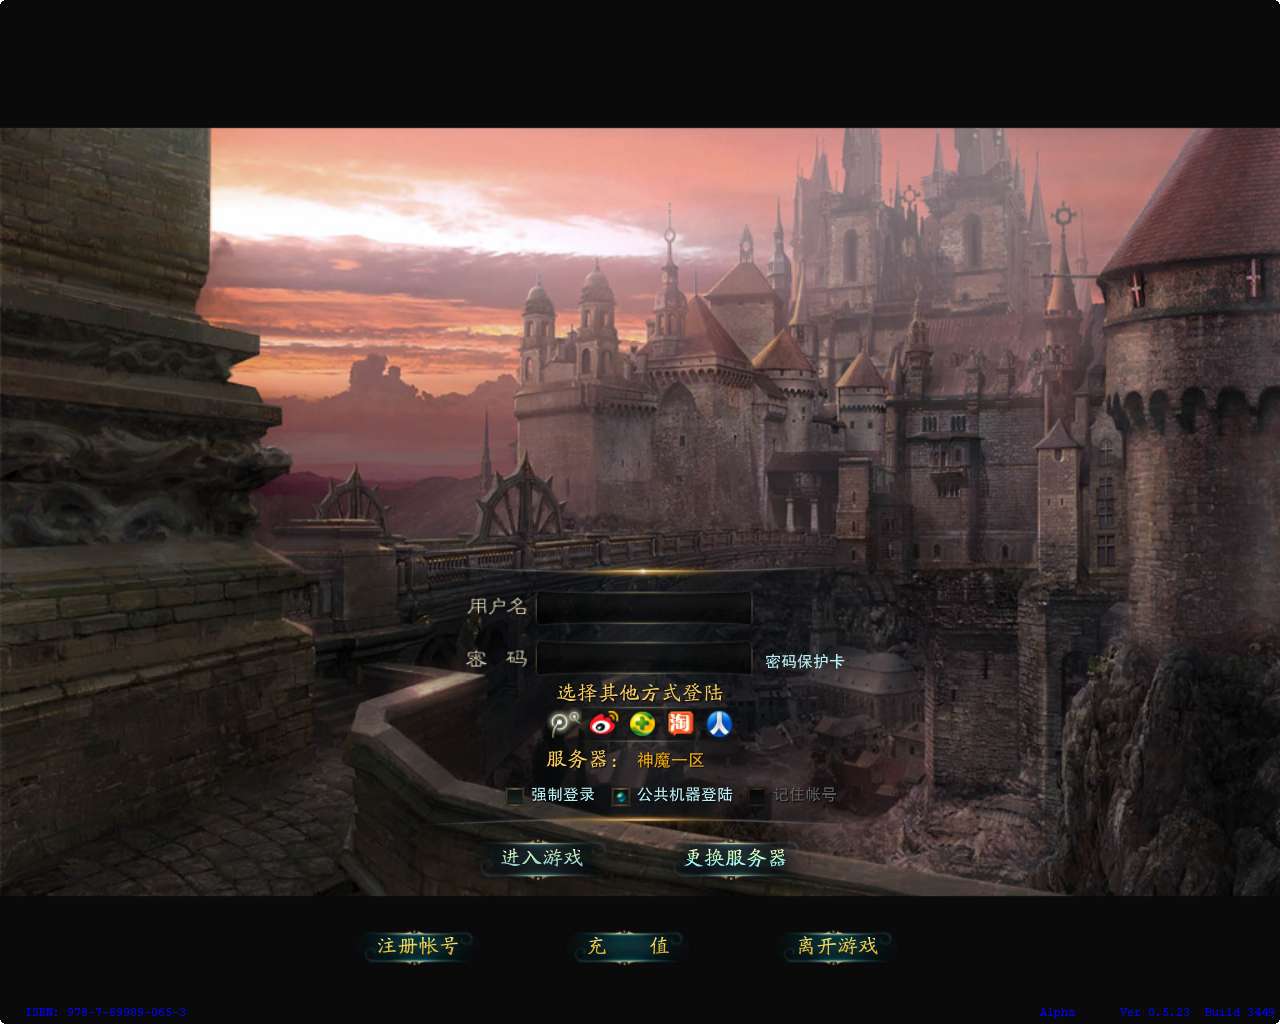 用户名
密 码
密码保护卡
选择其他方式登陆
淘
服务器： 神魔一区
强制登录 公共机器登陆 记住帐号
进入游戏 更换服务器
注册帐号 充 值 离开游戏
ISBN: 978-7-89989-065-3 Alpha Ver 0.5.23 Build 3449